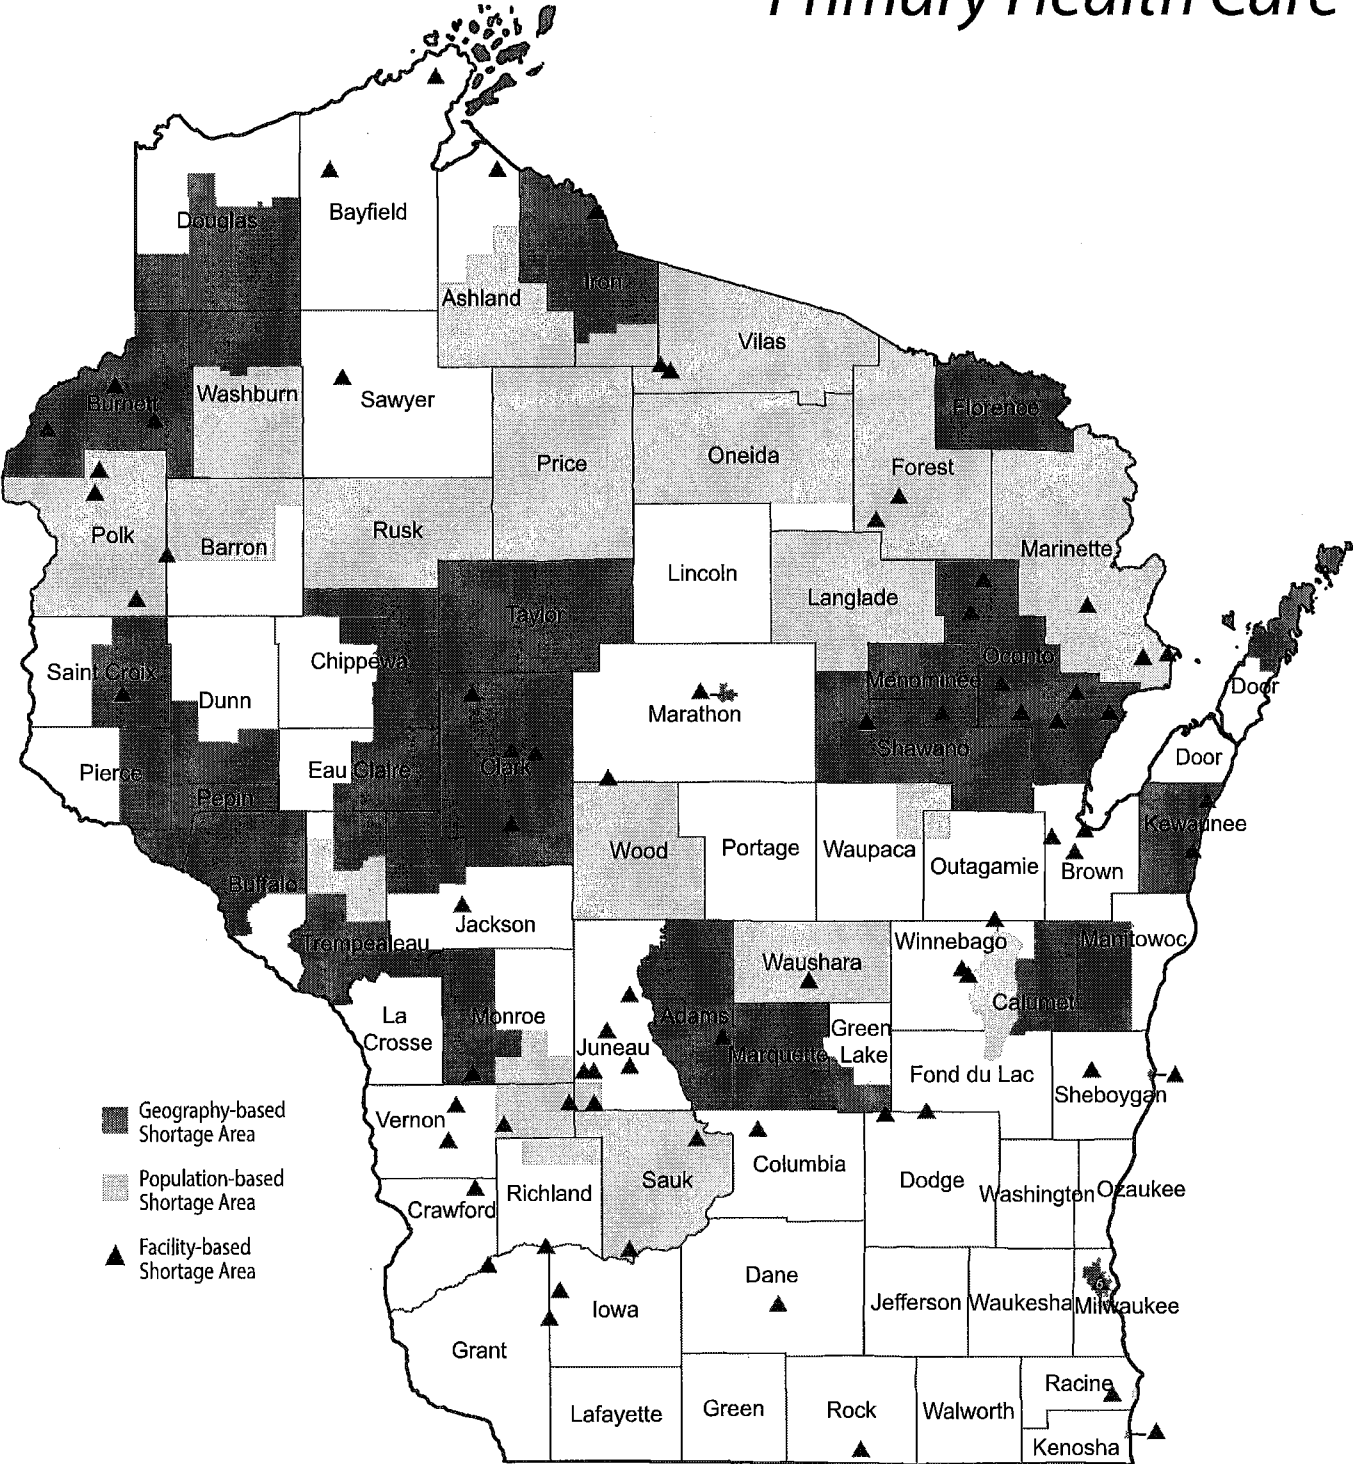 Primary Health Care
Douglas
Bayfield
Ashland
Iron
Vilas
Burnett
Washburn
Sawyer
Florence
Price
Oneida
Forest
Polk
Barron
Rusk
Marinette
Lincoln
Langlade
Taylor
Saint Croix
Chippewa
Oconto
Menominee
Dunn
Marathon
Door
Shawano
Pierce
Eau Claire
Clark
Door
Pepin
Kewaunee
Wood
Portage
Waupaca
Outagamie
Brown
Buffalo
Jackson
Trempealeau
Winnebago
Manitowoc
Waushara
Calumet
La
Crosse
Monroe
Adams
Juneau
Marquette
Green
Lake
Fond du Lac
Sheboygan
Geography-based
Shortage Area
Vernon
Population-based
Shortage Area
Sauk
Columbia
Dodge
Washington
Ozaukee
Richland
Crawford
Facility-based
Shortage Area
Dane
Iowa
Jefferson
Waukesha
Milwaukee
6
Grant
Racine
Lafayette
Green
Rock
Walworth
Kenosha